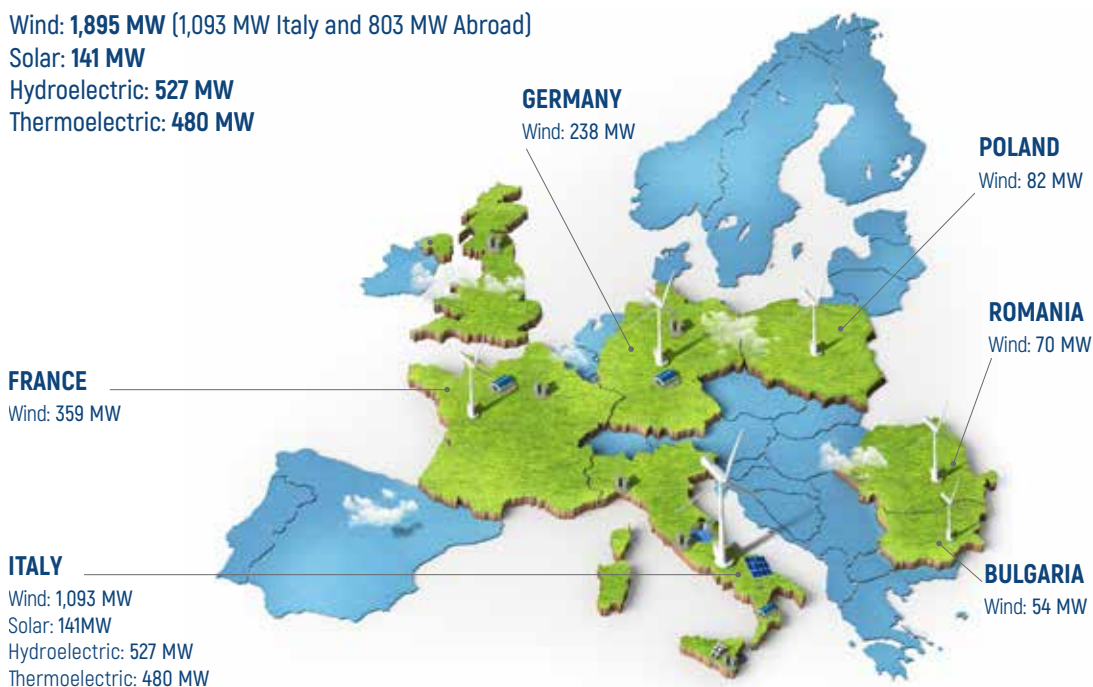 Wind: 1,895 MW (1,093 MW Italy and 803 MW Abroad)
Solar: 141 MW
Hydroelectric: 527 MW
Thermoelectric: 480 MW
GERMANY
Wind: 238 MW
POLAND
Wind: 82 MW
ROMANIA
Wind: 70 MW
FRANCE
Wind: 359 MW
ITALY
Wind: 1,093 MW
Solar: 141MW
Hydroelectric: 527 MW
Thermoelectric: 480 MW
BULGARIA
Wind: 54 MW